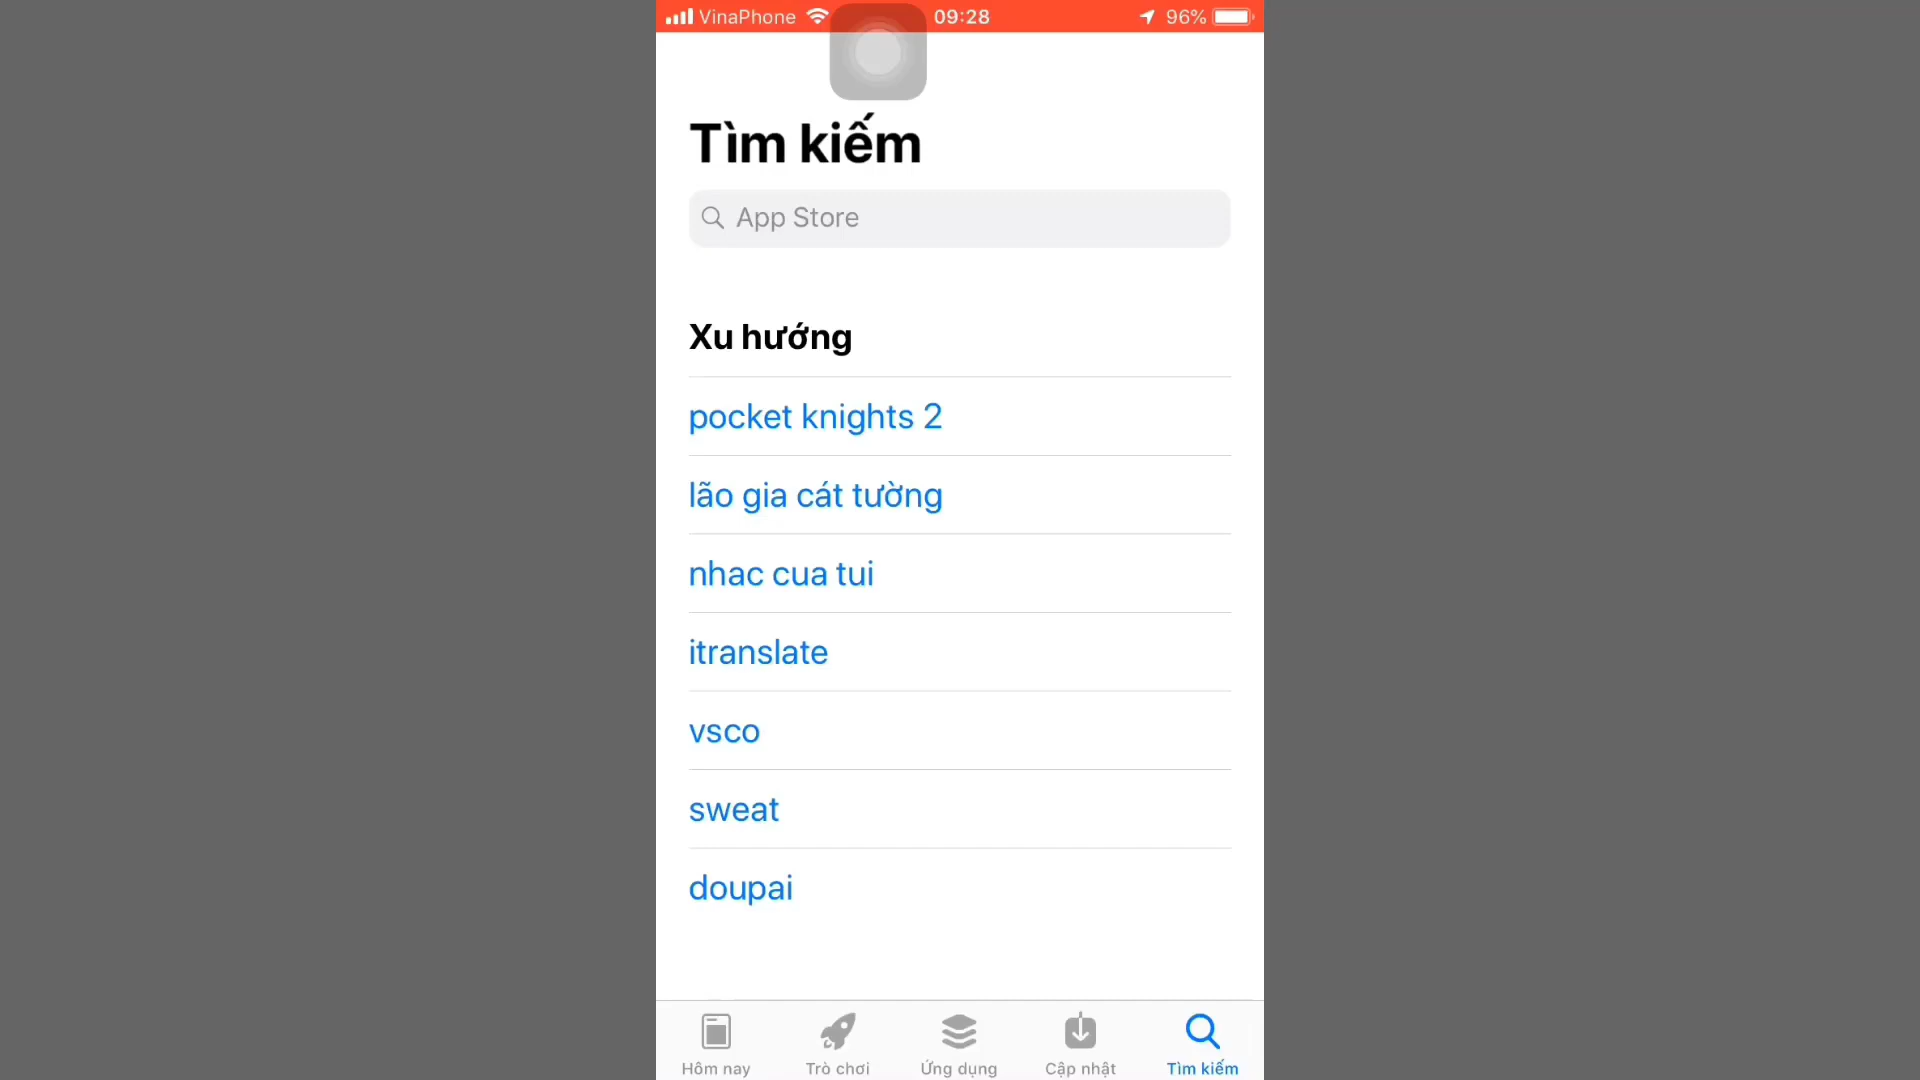 VinaPhone 09:28 96%
Tìm kiếm
App Store
Xu hướng
pocket knights 2
lão gia cát tường
nhac cua tui
itranslate
vsco
sweat
doupai
Hôm nay Trò chơi Ứng dụng Cập nhật Tìm kiếm